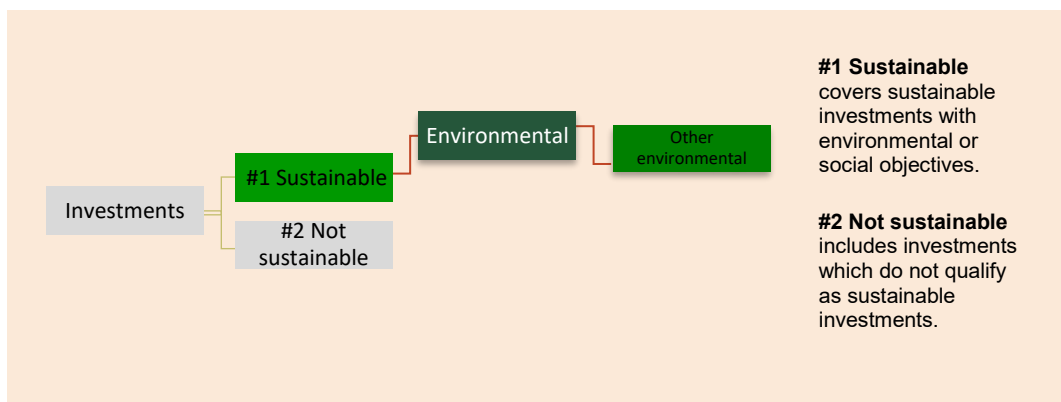 Investments
#1 Sustainable
#2 Not
sustainable
Environmental
Other
environmental
#1 Sustainable
covers sustainable
investments with
environmental or
social objectives.
#2 Not sustainable
includes investments
which do not qualify
as sustainable
investments.